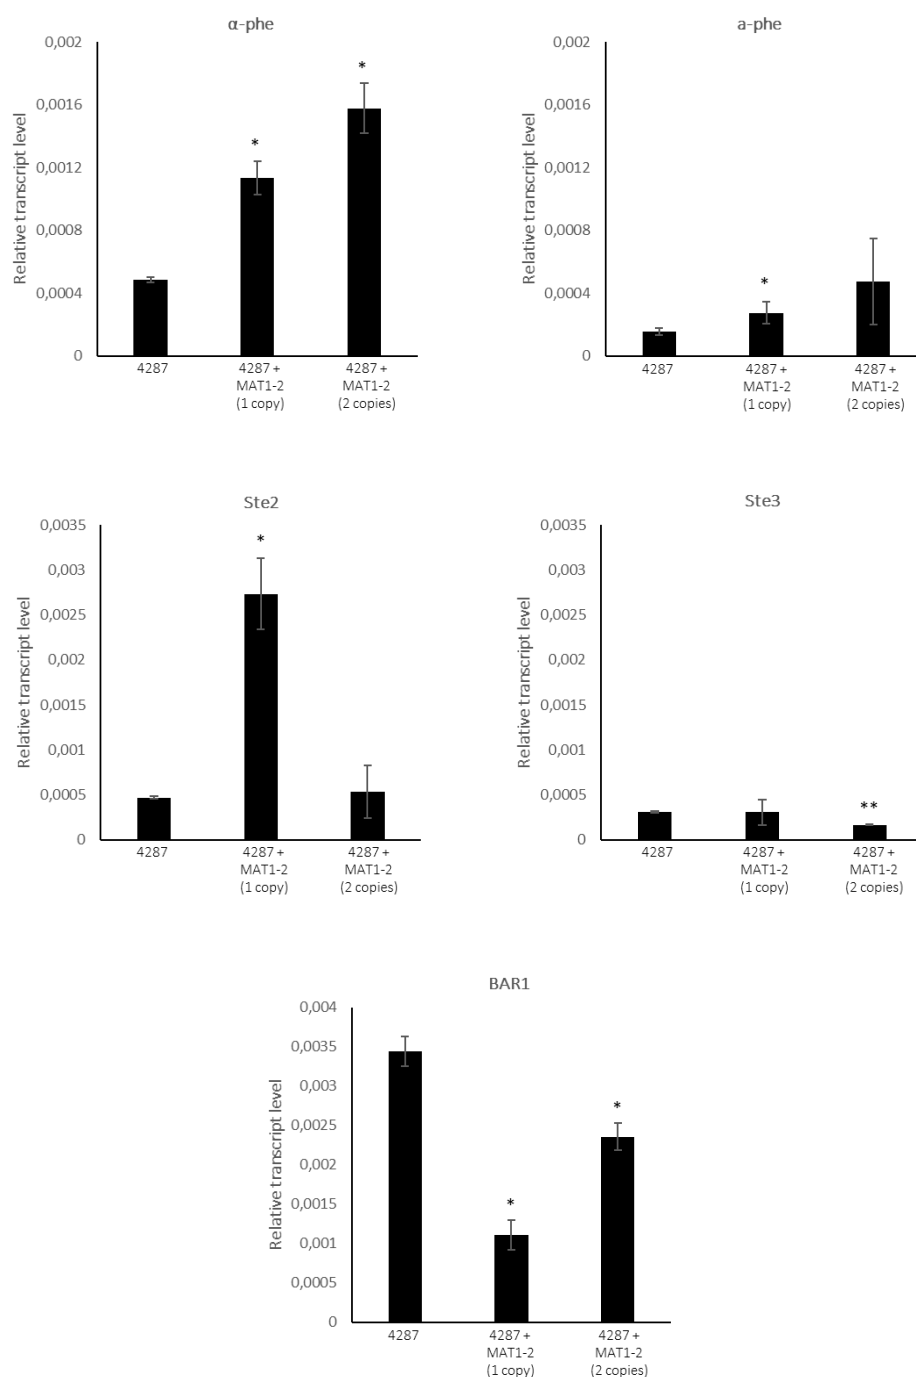 α-phe
0,002
0,0016
0,0012
0,0008
0,0004
0
Relative transcript level
*
*
4287
4287 +
MAT1-2
(1 copy)
4287 +
MAT1-2
(2 copies)
a-phe
0,002
0,0016
0,0012
0,0008
0,0004
0
Relative transcript level
*
4287
4287 +
MAT1-2
(1 copy)
4287 +
MAT1-2
(2 copies)
Ste2
0,0035
0,003
0,0025
0,002
0,0015
0,001
0,0005
0
Relative transcript level
*
4287
4287 +
MAT1-2
(1 copy)
4287 +
MAT1-2
(2 copies)
Ste3
0,0035
0,003
0,0025
0,002
0,0015
0,001
0,0005
0
Relative transcript level
**
4287
4287 +
MAT1-2
(1 copy)
4287 +
MAT1-2
(2 copies)
BAR1
0,004
0,0035
0,003
0,0025
0,002
0,0015
0,001
0,0005
0
Relative transcript level
*
*
4287
4287 +
MAT1-2
(1 copy)
4287 +
MAT1-2
(2 copies)